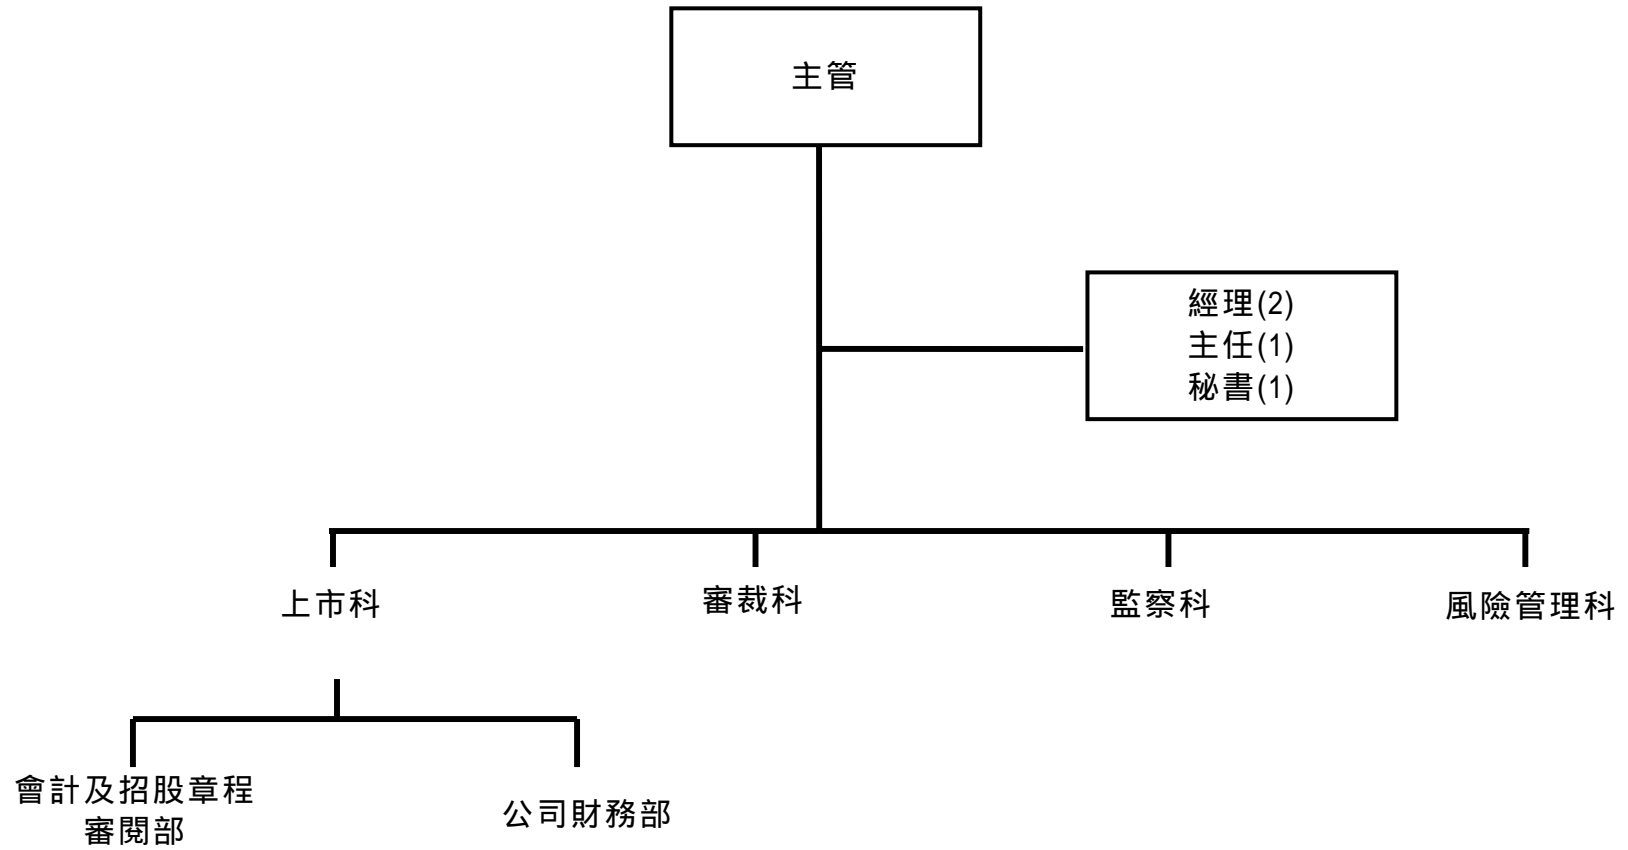 主管
經理(2)
主任(1)
秘書(1)
上市科
審裁科
監察科
風險管理科
會計及招股章程
審閱部
公司財務部